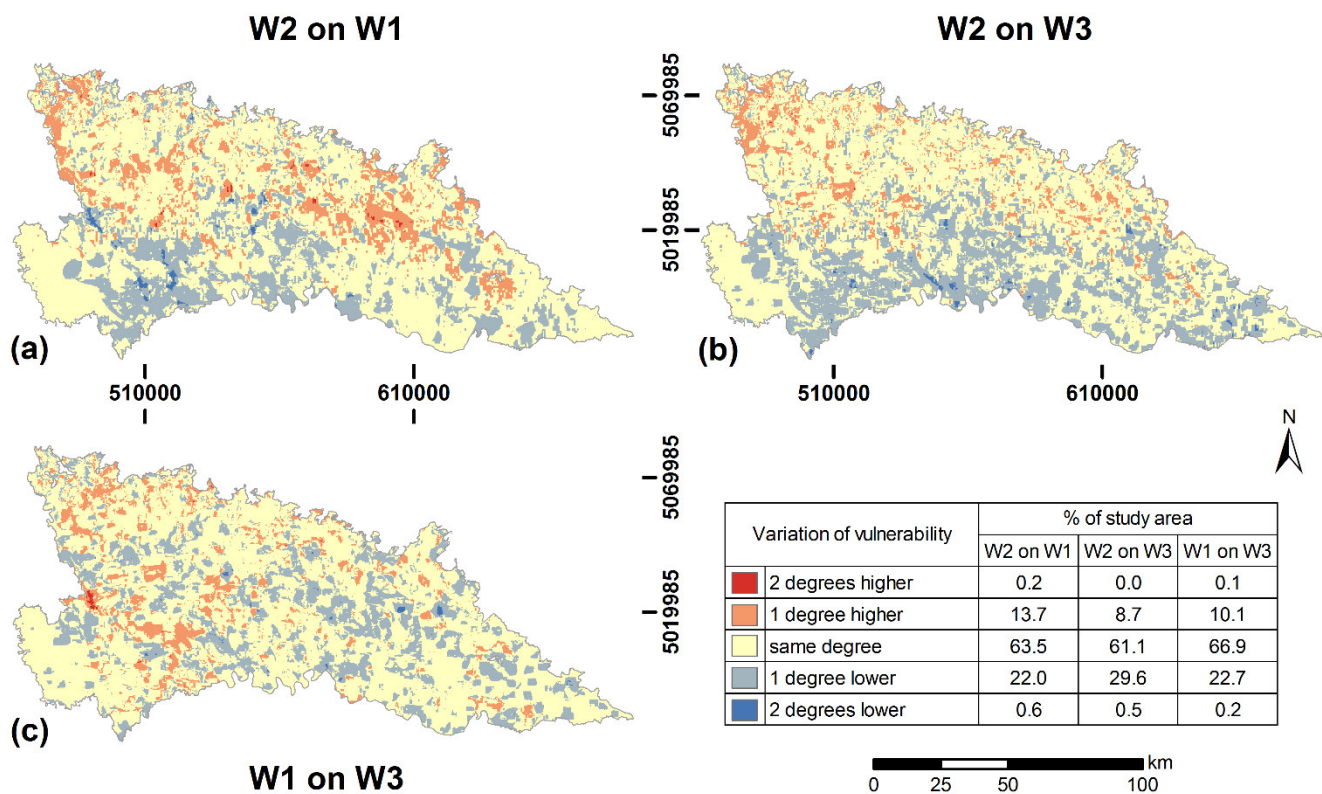 W2 on W1
W2 on W3
5069985
5019985
(a)
(b)
510000
610000
510000
610000
N
5069985
5019985
(c)
W1 on W3
Variation of vulnerability
% of study area
W2 on W1 W2 on W3 W1 on W3
2 degrees higher 0.2 0.0 0.1
1 degree higher 13.7 8.7 10.1
same degree 63.5 61.1 66.9
1 degree lower 22.0 29.6 22.7
2 degrees lower 0.6 0.5 0.2
km
0 25 50 100